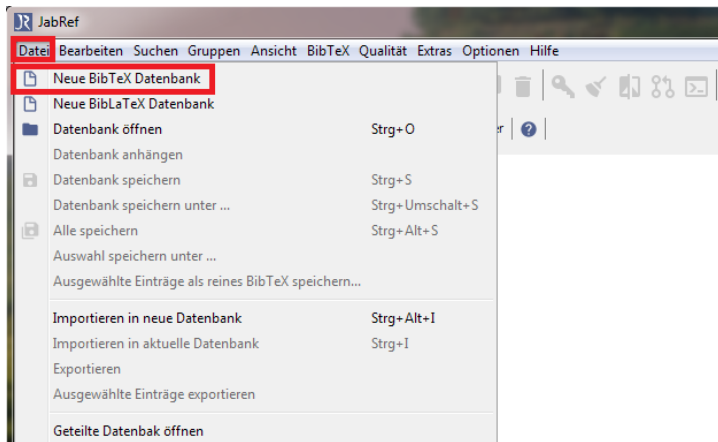 JabRef
Datei Bearbeiten Suchen Gruppen Ansicht BibTeX Qualität Extras Optionen Hilfe
Neue BibTeX Datenbank
Neue BibLaTeX Datenbank
Datenbank öffnen Strg+O
Datenbank anhängen
Datenbank speichern Strg+S
Datenbank speichern unter ... Strg+Umschalt+S
Alle speichern Strg+Alt+S
Auswahl speichern unter ...
Ausgewählte Einträge als reines BibTeX speichern...
Importieren in neue Datenbank Strg+Alt+I
Importieren in aktuelle Datenbank Strg+I
Exportieren
Ausgewählte Einträge exportieren
Geteilte Datenbak öffnen